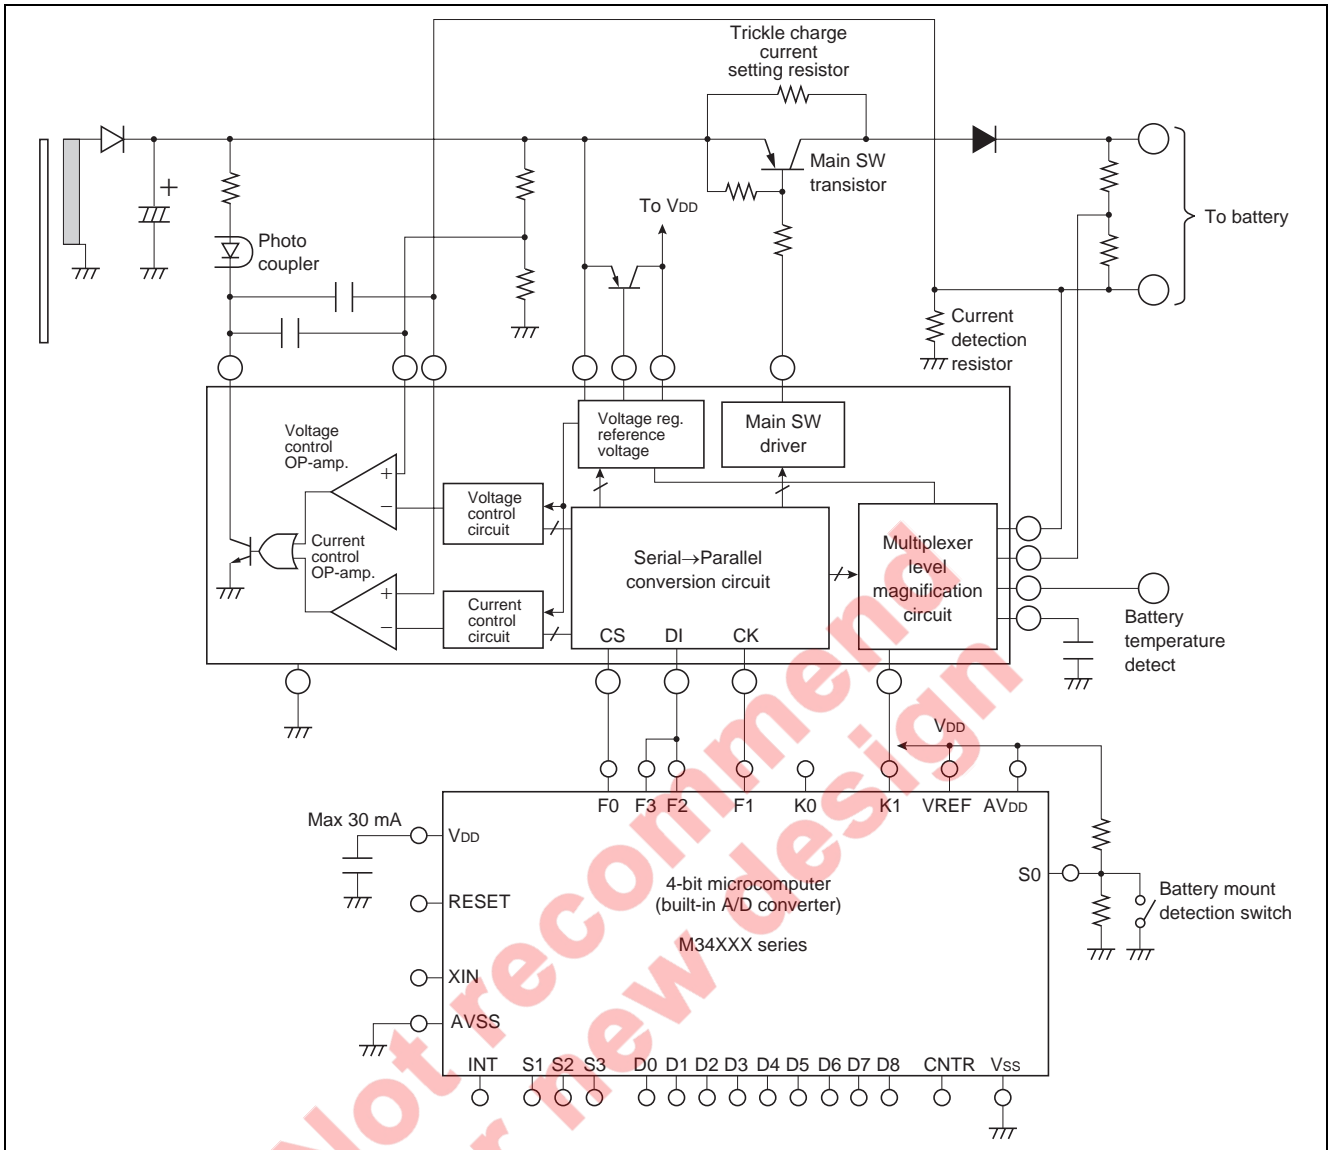 Trickle charge
current
setting resistor
Main SW
transistor
+
To VDD
To battery
Photo
coupler
Current
detection
resistor
Voltage reg.
reference
voltage
Main SW
driver
Voltage
control
OP-amp.
+
−
Voltage
control
circuit
Serial→Parallel
conversion circuit
Multiplexer
level
magnification
circuit
Current
control
OP-amp.
+
−
Current
control
circuit
CS DI CK
Battery
temperature
detect
VDD
F0 F3 F2 F1 K0 K1 VREF AVDD
Max 30 mA
VDD
S0
4-bit microcomputer
(built-in A/D converter)
M34XXX series
RESET
Battery mount
detection switch
XIN
AVSS
INT S1 S2 S3 D0 D1 D2 D3 D4 D5 D6 D7 D8 CNTR VSS
Not recommend
r new design